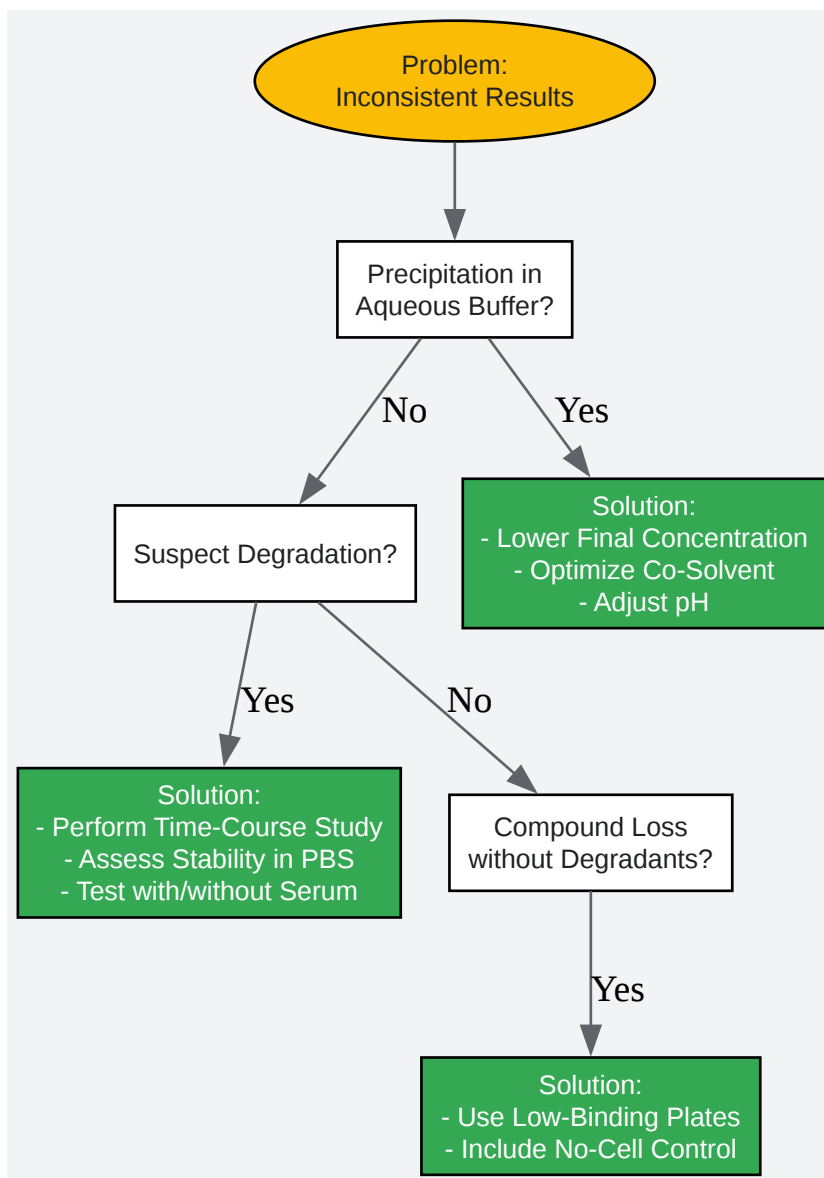 Problem:
Inconsistent Results
Precipitation in
Aqueous Buffer?
No
Yes
Solution:
- Lower Final Concentration
- Optimize Co-Solvent
- Adjust pH
Suspect Degradation?
Yes
No
Solution:
- Perform Time-Course Study
- Assess Stability in PBS
- Test with/without Serum
Compound Loss
without Degradants?
Yes
Solution:
- Use Low-Binding Plates
- Include No-Cell Control